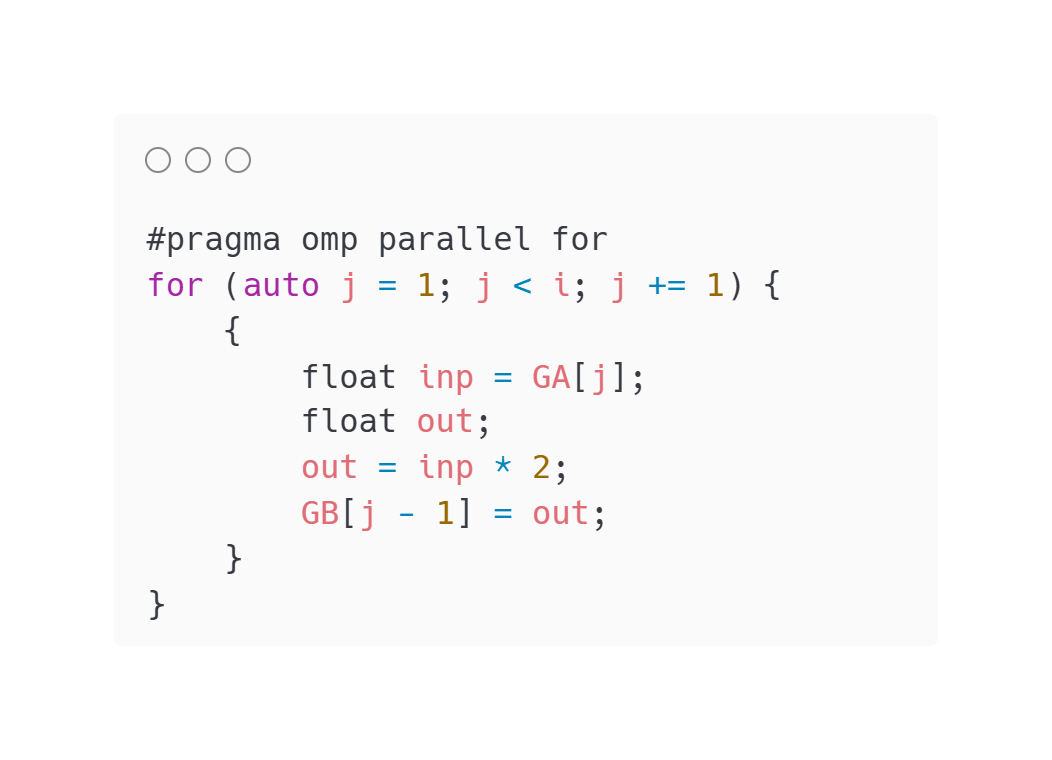 #pragma omp parallel for
for (auto j = 1; j < i; j += 1) {
    {
        float inp = GA[j];
        float out;
        out = inp * 2;
        GB[j - 1] = out;
    }
}